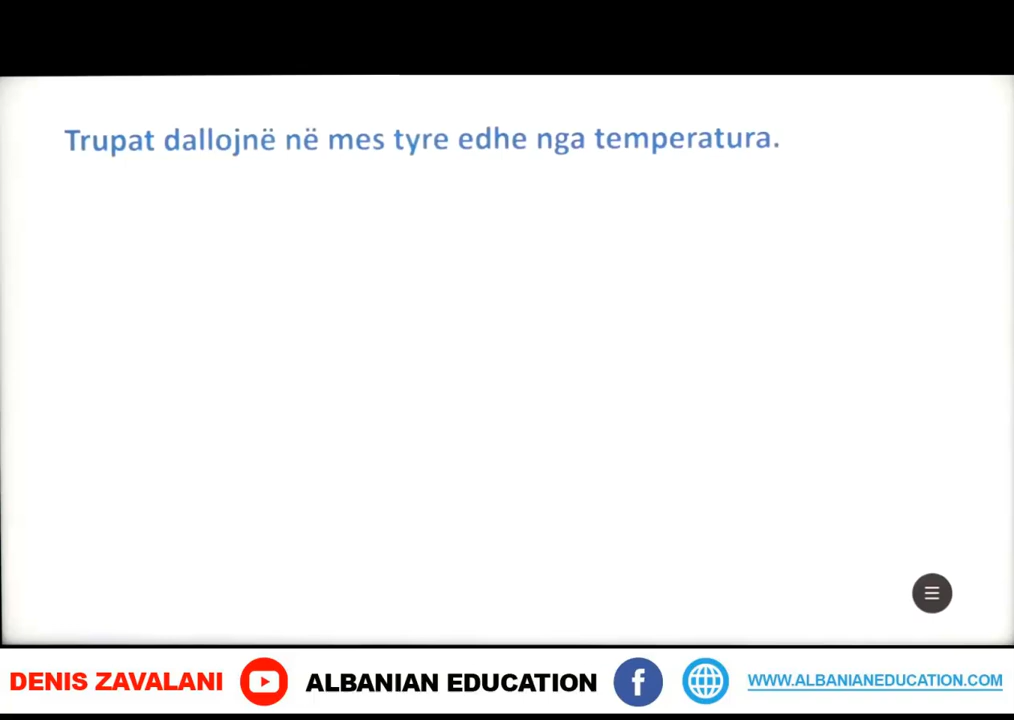 Trupat dallojnë në mes tyre edhe nga temperatura.
DENIS ZAVALANI ALBANIAN EDUCATION WWW.ALBANIANEDUCATION.COM